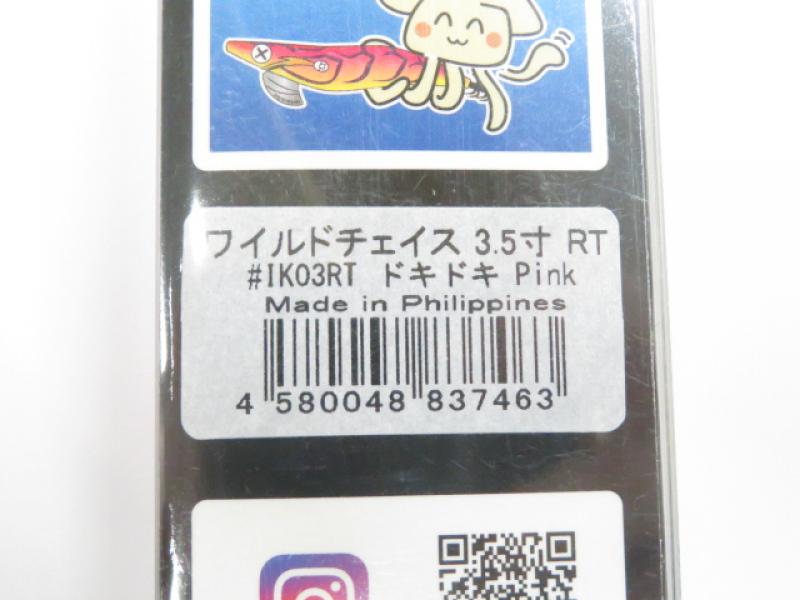 ワイルドチェイス 3.5寸 RT
#IK03RT ドキドキ Pink
Made in Philippines
4 580048 837463